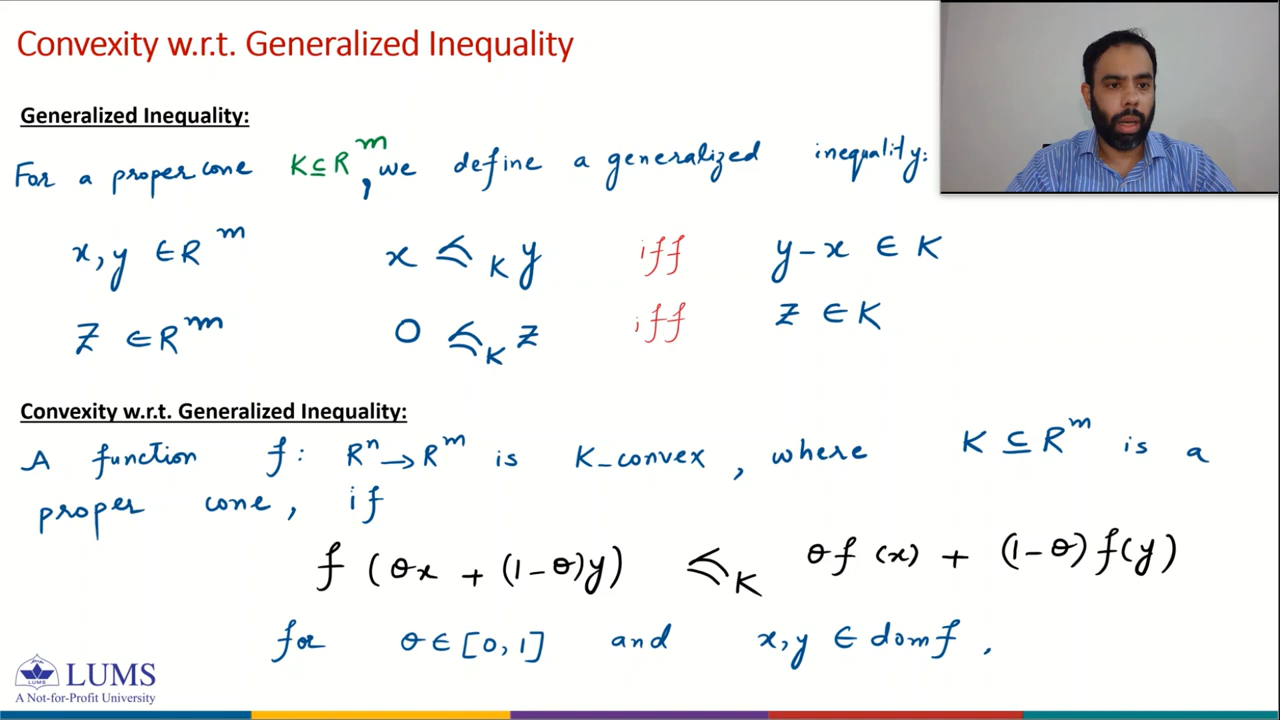 Convexity w.r.t. Generalized Inequality
Generalized Inequality:
For a proper cone K ⊆ R^m, we define a generalized inequality:
x, y ∈ R^m x ≼_K y iff y - x ∈ K
Z ∈ R^m 0 ≼_K Z iff Z ∈ K
Convexity w.r.t. Generalized Inequality:
A function f: R^n → R^m is K-convex, where K ⊆ R^m is a
proper cone, if
f (θx + (1-θ)y) ≼_K θf(x) + (1-θ)f(y)
for θ ∈ [0,1] and x, y ∈ dom f,
LUMS
A Not-for-Profit University